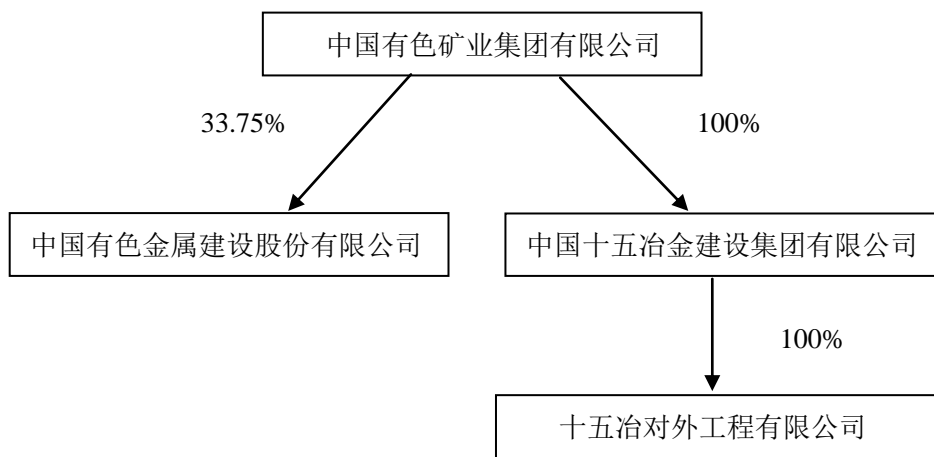 中国有色矿业集团有限公司
33.75%
100%
中国有色金属建设股份有限公司
中国十五冶金建设集团有限公司
100%
十五冶对外工程有限公司